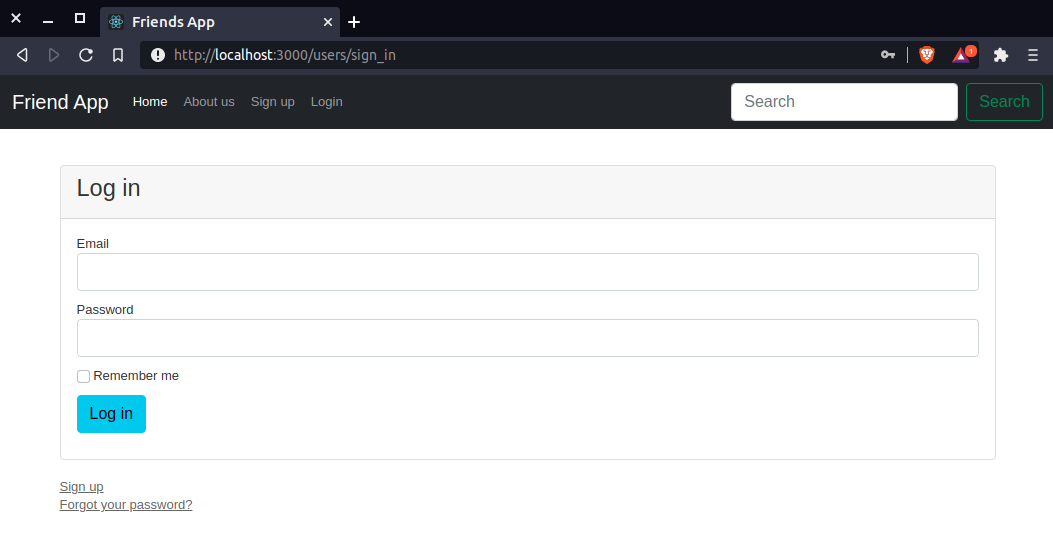 Friends App
http://localhost:3000/users/sign_in
1
Friend App Home About us Sign up Login Search Search
Log in
Email
Password
Remember me
Log in
Sign up
Forgot your password?